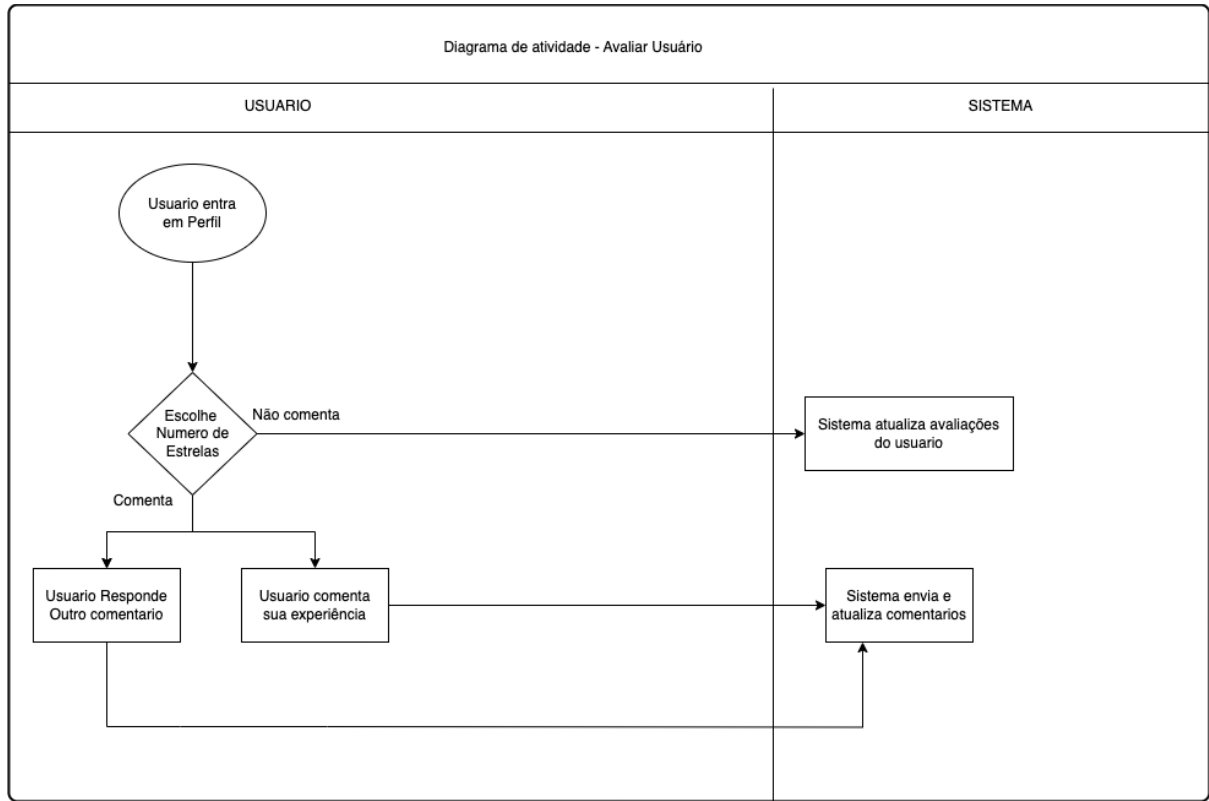 Diagrama de atividade - Avaliar Usuário
USUARIO
SISTEMA
Usuario entra
em Perfil
Escolhe
Numero de
Estrelas
Não comenta
Sistema atualiza avaliações
do usuario
Comenta
Usuario Responde
Outro comentario
Usuario comenta
sua experiência
Sistema envia e
atualiza comentarios